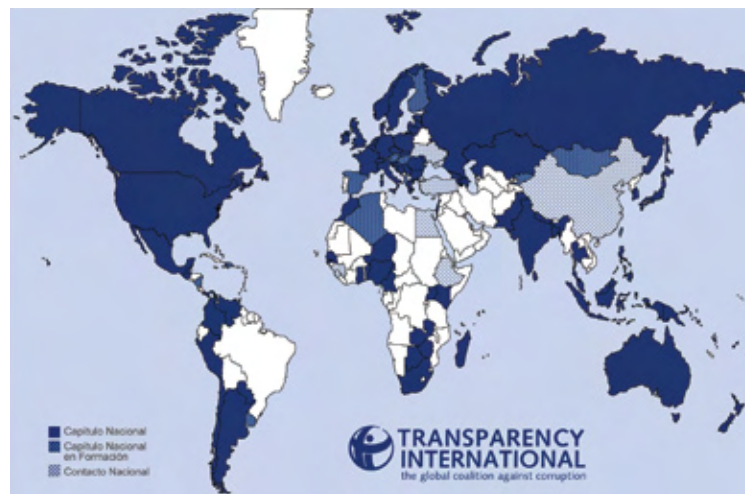 Capítulo Nacional
Capítulo Nacional
en Formación
Contacto Nacional
TRANSPARENCY
INTERNATIONAL
the global coalition against corruption